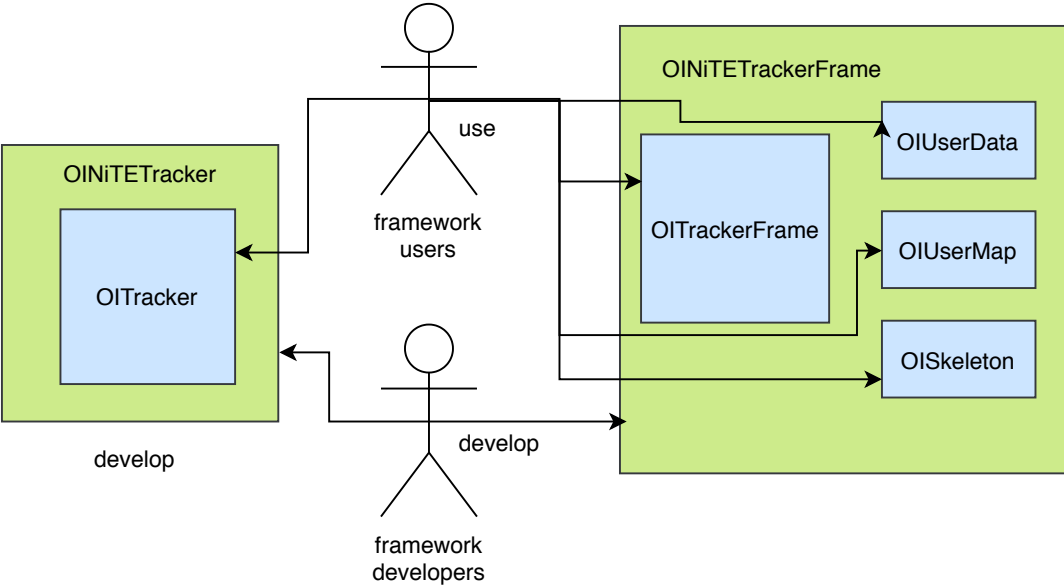 OINiTETrackerFrame
use
OIUserData
OINiTETracker
framework
users
OITrackerFrame
OIUserMap
OITracker
OISkeleton
develop
develop
framework
developers